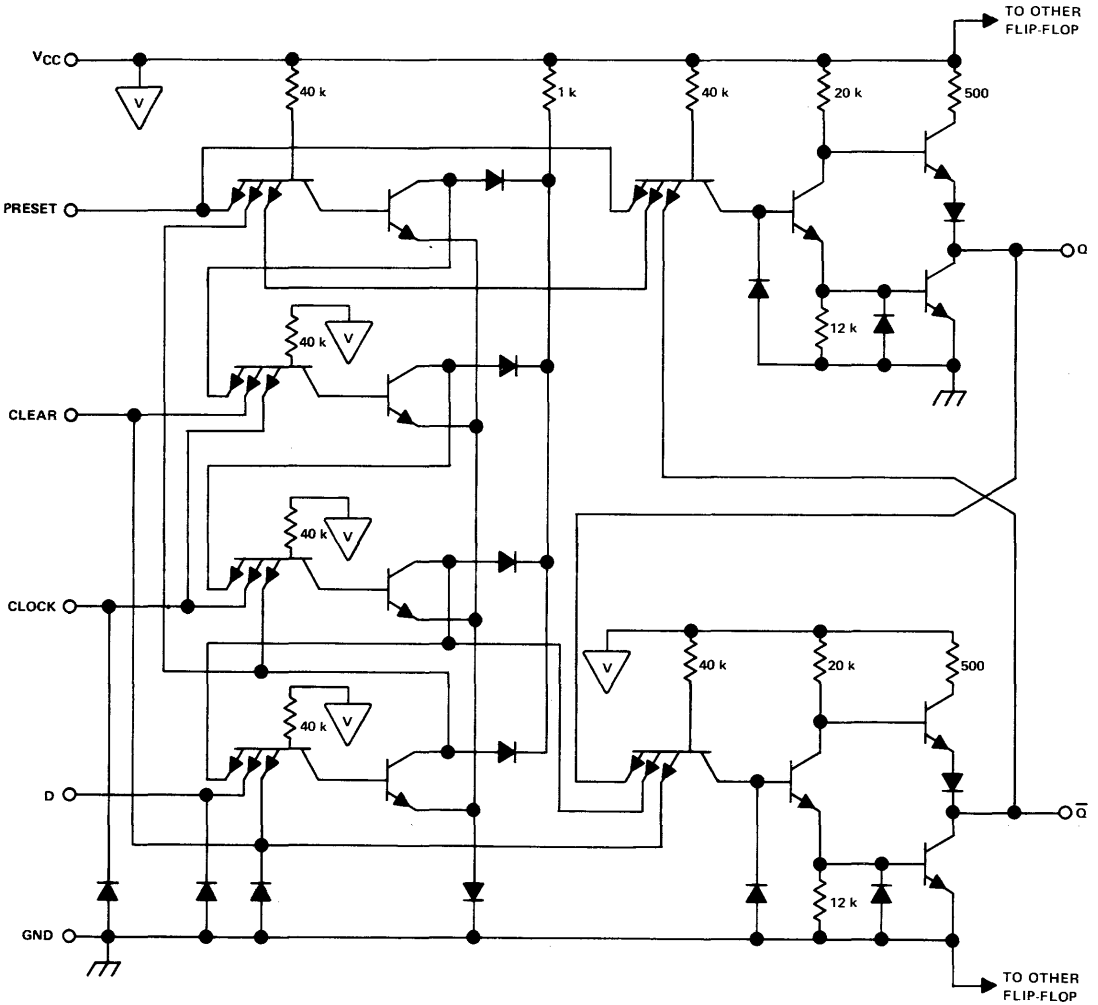 TO OTHER
FLIP-FLOP
VCC
V
40 k
1 k
40 k
20 k
500
PRESET
Q
40 k
V
12 k
CLEAR
40 k
V
CLOCK
V
40 k
20 k
500
40 k
V
D
Q̅
12 k
GND
TO OTHER
FLIP-FLOP